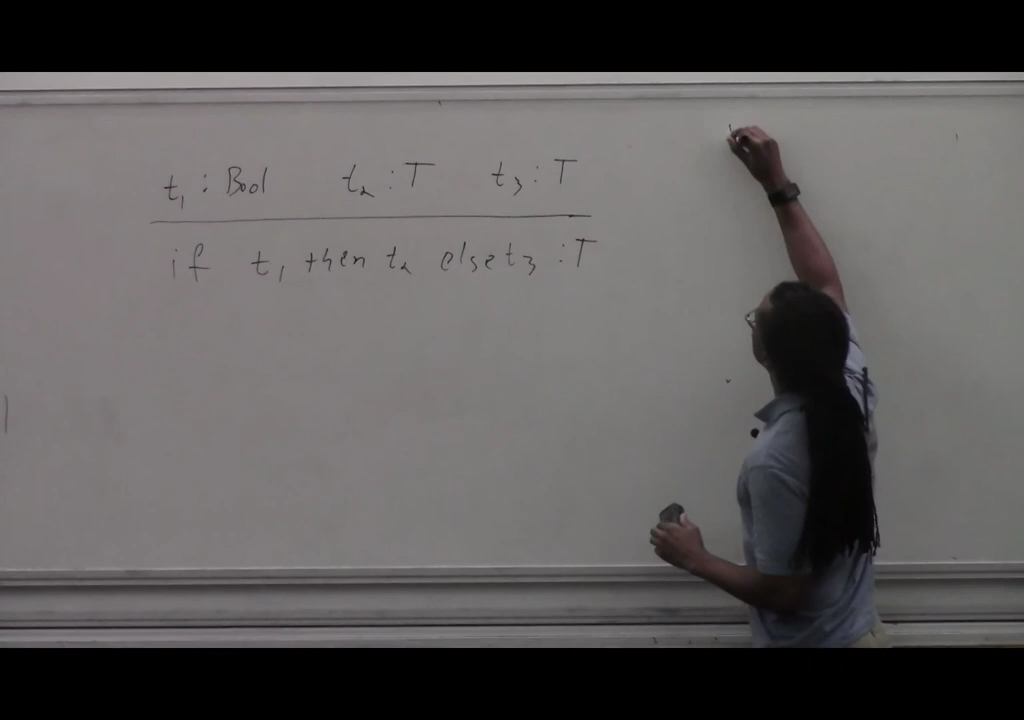 t₁ : Bool t₂ : T t₃ : T
if t₁ then t₂ else t₃ : T